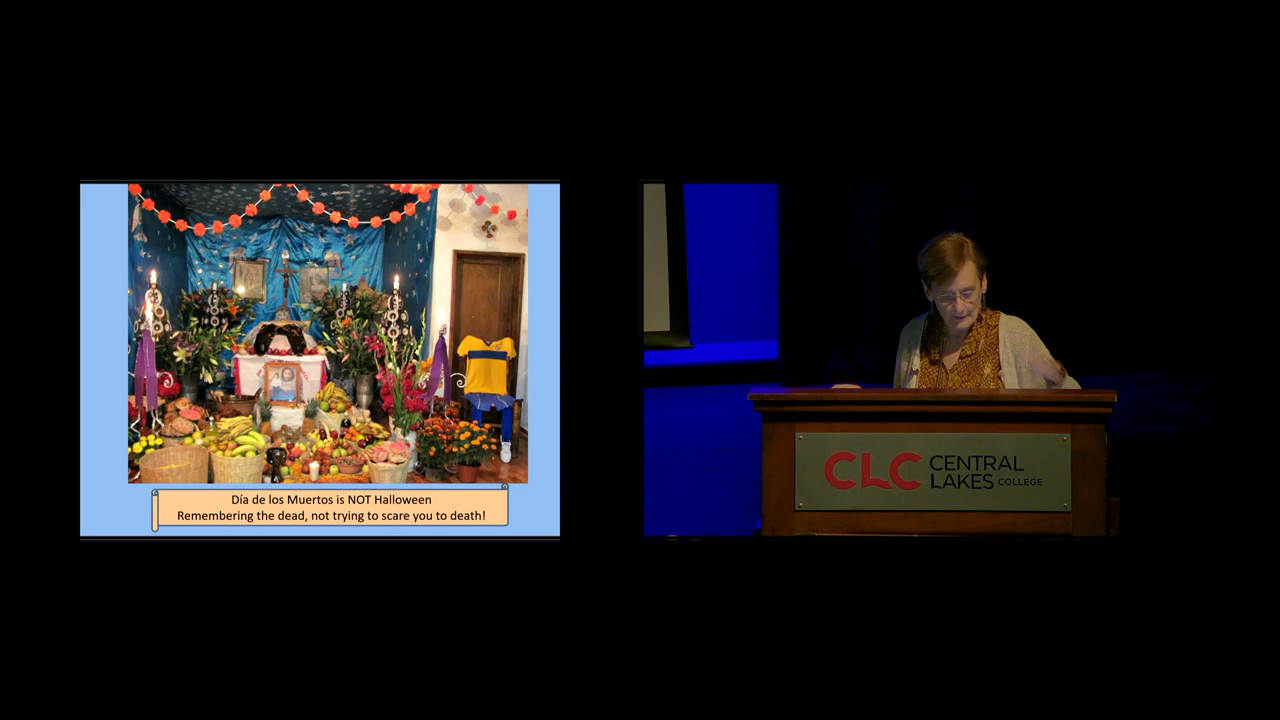 Día de los Muertos is NOT Halloween
Remembering the dead, not trying to scare you to death!
CLC CENTRAL
LAKES COLLEGE